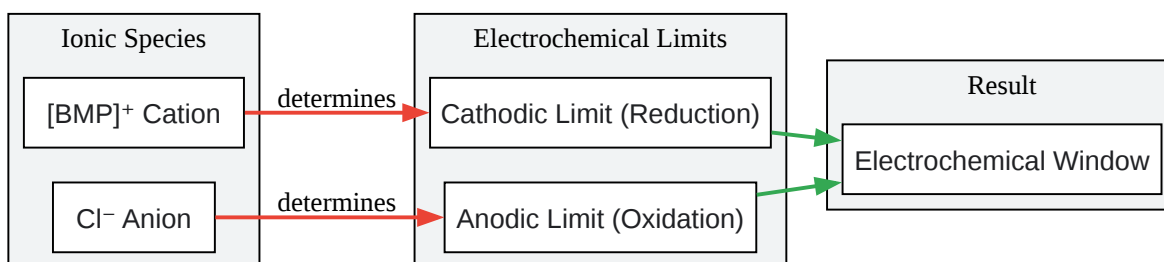 Ionic Species
[BMP]⁺ Cation
Cl⁻ Anion
determines
determines
Electrochemical Limits
Cathodic Limit (Reduction)
Anodic Limit (Oxidation)
Result
Electrochemical Window